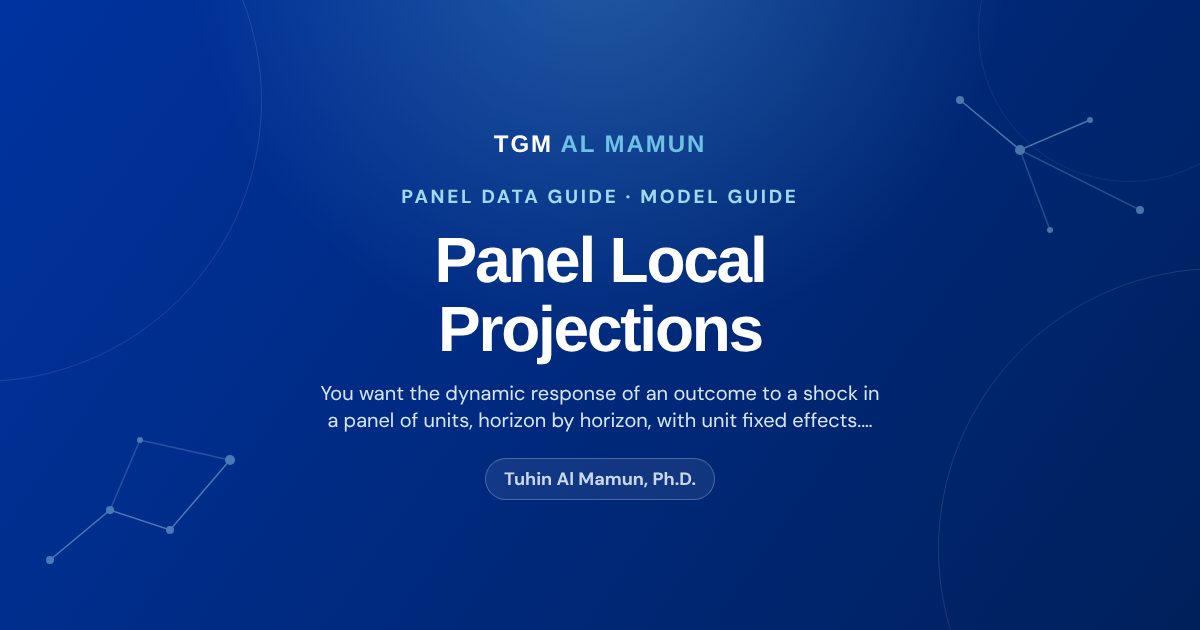 TGM AL MAMUN
PANEL DATA GUIDE · MODEL GUIDE
Panel Local
Projections
You want the dynamic response of an outcome to a shock in
a panel of units, horizon by horizon, with unit fixed effects.…
Tuhin Al Mamun, Ph.D.